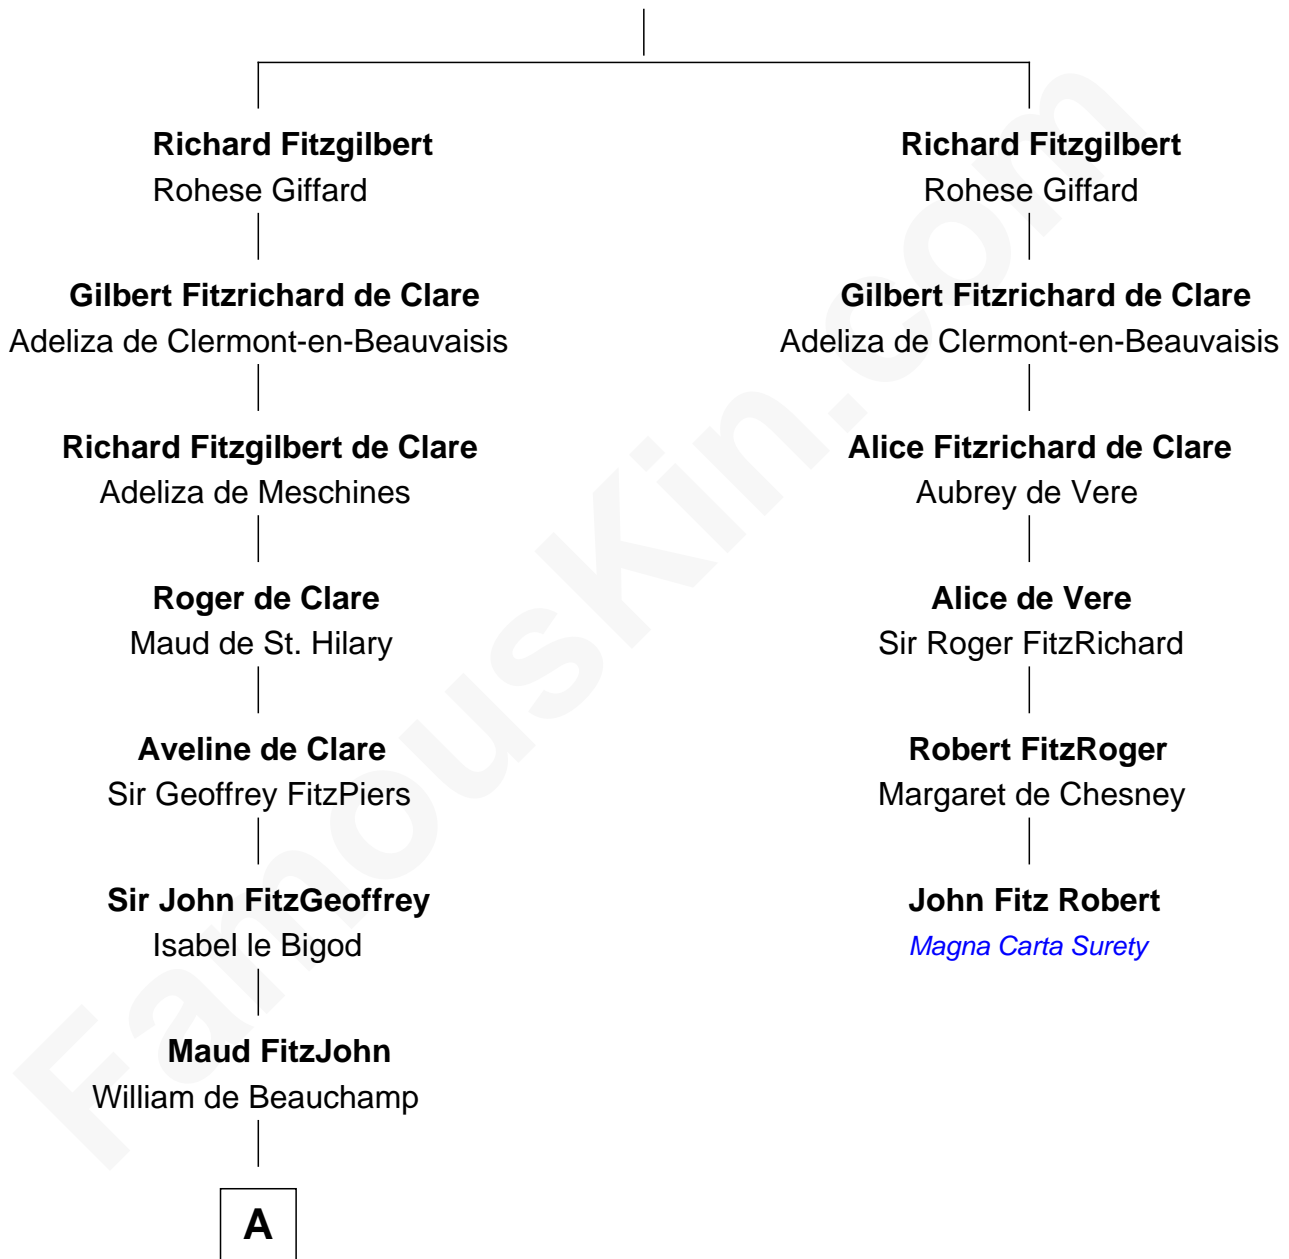 Richard Fitzgilbert
Rohese Giffard
Gilbert Fitzrichard de Clare
Adeliza de Clermont-en-Beauvaisis
Richard Fitzgilbert de Clare
Adeliza de Meschines
Roger de Clare
Maud de St. Hilary
Aveline de Clare
Sir Geoffrey FitzPiers
Sir John FitzGeoffrey
Isabel le Bigod
Maud FitzJohn
William de Beauchamp
A
Richard Fitzgilbert
Rohese Giffard
Gilbert Fitzrichard de Clare
Adeliza de Clermont-en-Beauvaisis
Alice Fitzrichard de Clare
Aubrey de Vere
Alice de Vere
Sir Roger FitzRichard
Robert FitzRoger
Margaret de Chesney
John Fitz Robert
Magna Carta Surety
FamousKin.com